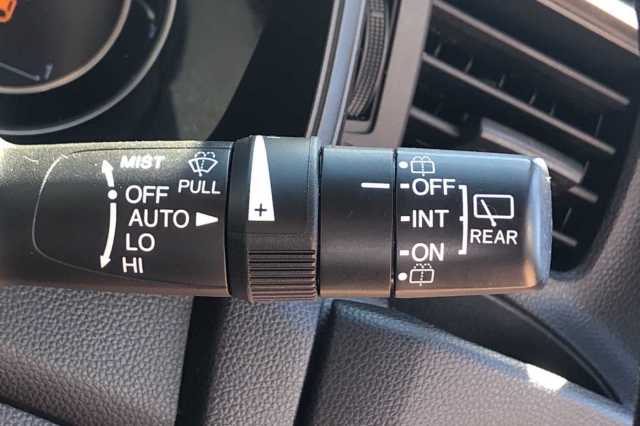 MIST
PULL
OFF
AUTO
LO
HI
+
OFF
INT
ON
REAR